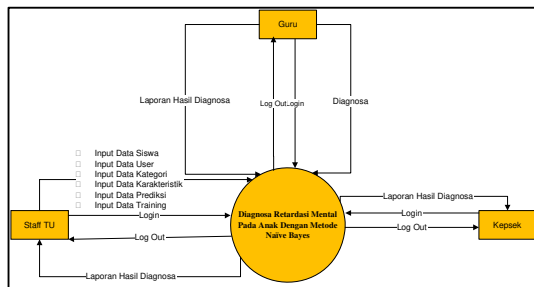 Guru
Laporan Hasil Diagnosa
Log Out
Login
Diagnosa
Input Data Siswa
Input Data User
Input Data Kategori
Input Data Karakteristik
Input Data Prediksi
Input Data Training
Staff TU
Login
Log Out
Laporan Hasil Diagnosa
Diagnosa Retardasi Mental
Pada Anak Dengan Metode
Naïve Bayes
Laporan Hasil Diagnosa
Login
Log Out
Kepsek